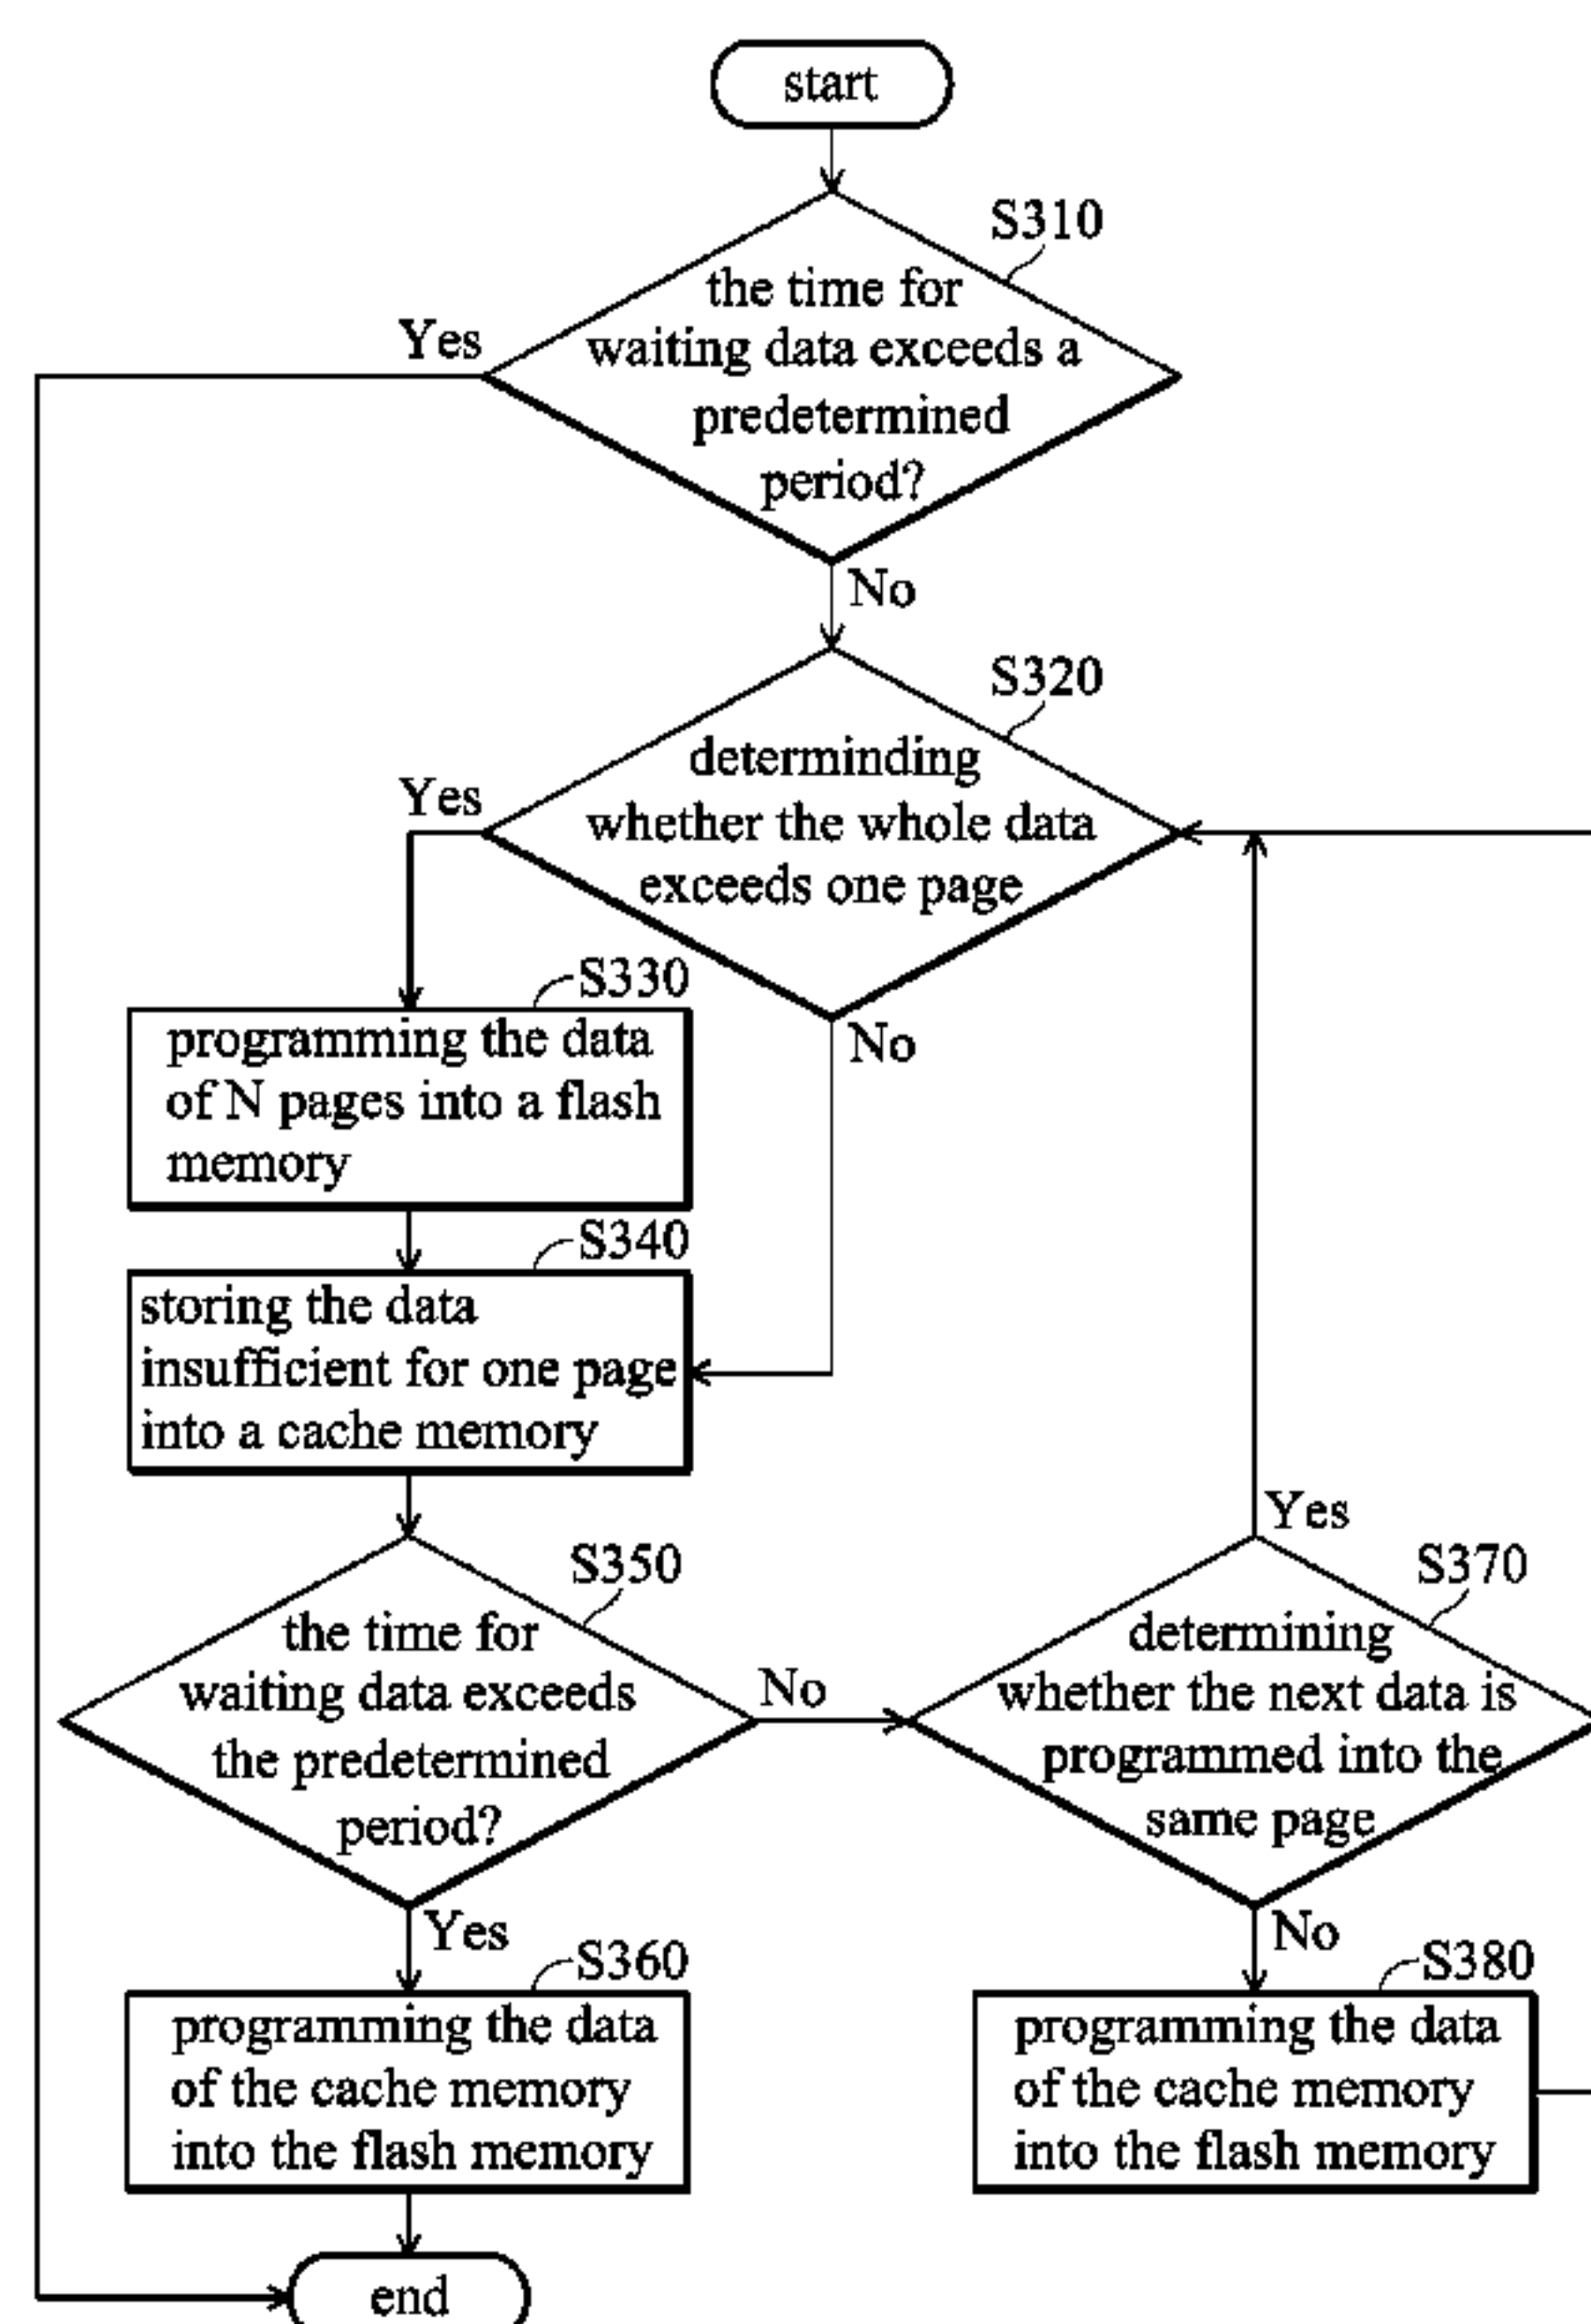 start
S310
the time for
waiting data exceeds a
predetermined
period?
Yes
No
S320
determinding
whether the whole data
exceeds one page
Yes
No
S330
programming the data
of N pages into a flash
memory
S340
storing the data
insufficient for one page
into a cache memory
S350
the time for
waiting data exceeds
the predetermined
period?
No
Yes
S370
determining
whether the next data is
programmed into the
same page
Yes
No
S360
programming the data
of the cache memory
into the flash memory
S380
programming the data
of the cache memory
into the flash memory
end